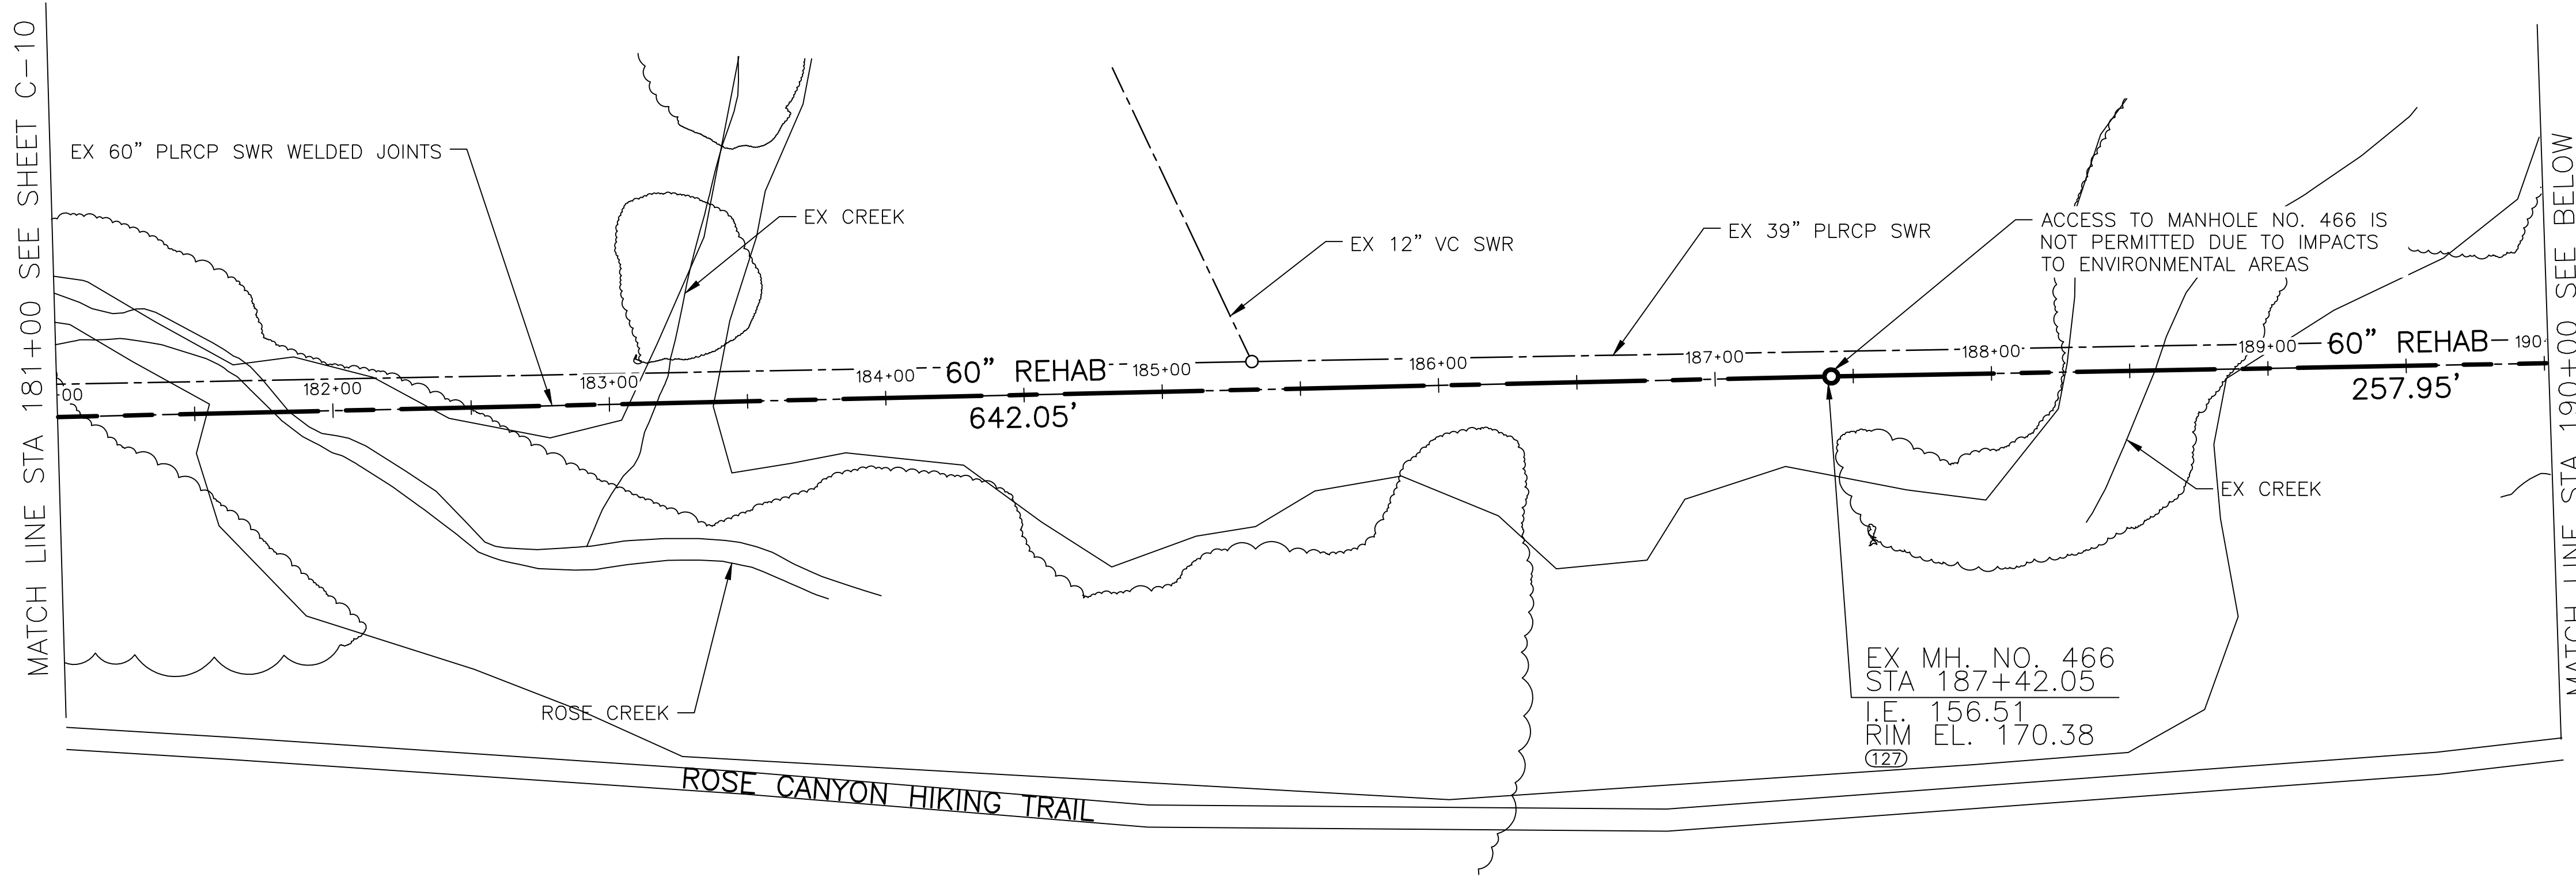 MATCH LINE STA 181+00 SEE SHEET C-10
EX 60" PLRCP SWR WELDED JOINTS
EX CREEK
EX 12" VC SWR
EX 39" PLRCP SWR
ACCESS TO MANHOLE NO. 466 IS
NOT PERMITTED DUE TO IMPACTS
TO ENVIRONMENTAL AREAS
+00
182+00
183+00
184+00
60" REHAB
642.05'
185+00
186+00
187+00
188+00
189+00
60" REHAB
257.95'
190
EX CREEK
ROSE CREEK
EX MH. NO. 466
STA 187+42.05
I.E. 156.51
RIM EL. 170.38
127
ROSE CANYON HIKING TRAIL
MATCH LINE STA 190+00 SEE BELOW